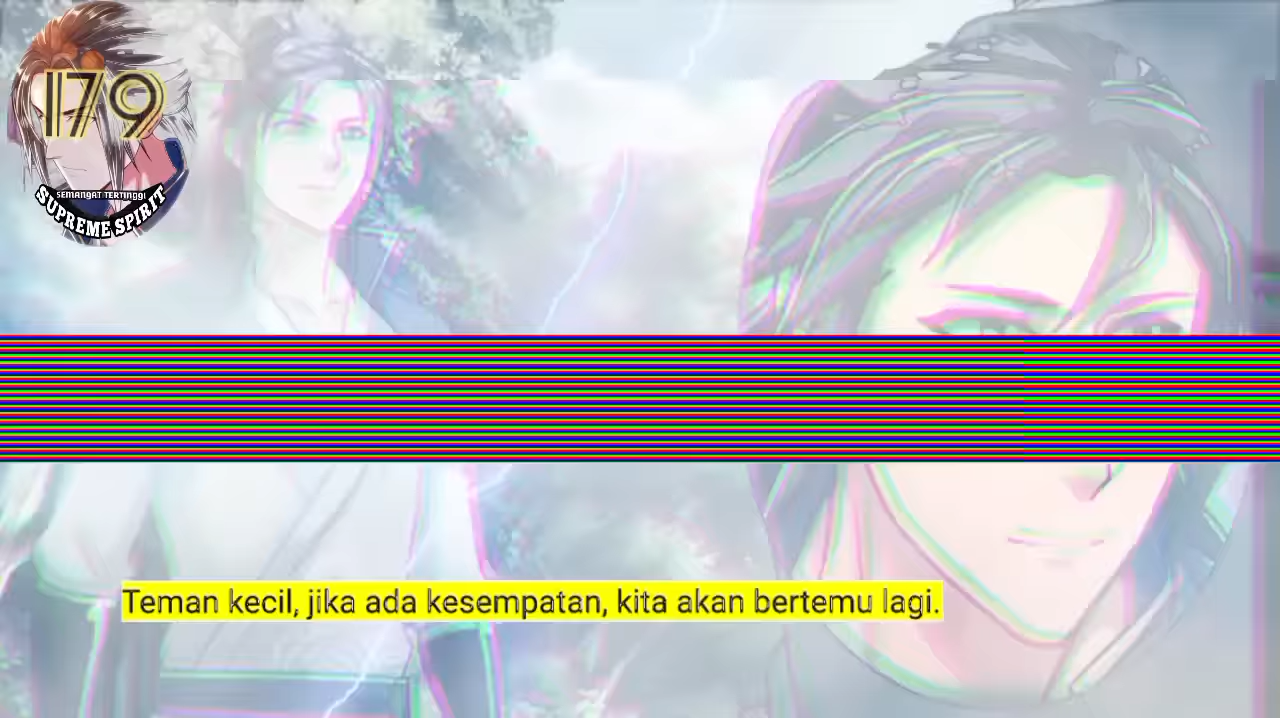 179
SEMANGAT TERTINGGI
SUPREME SPIRIT
Teman kecil, jika ada kesempatan, kita akan bertemu lagi.